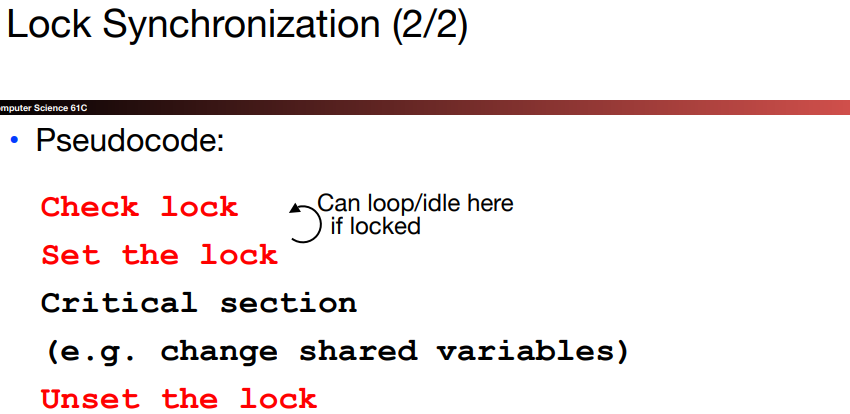 Lock Synchronization (2/2)
mputer Science 61C
• Pseudocode:
Check lock
Can loop/idle here
if locked
Set the lock
Critical section
(e.g. change shared variables)
Unset the lock